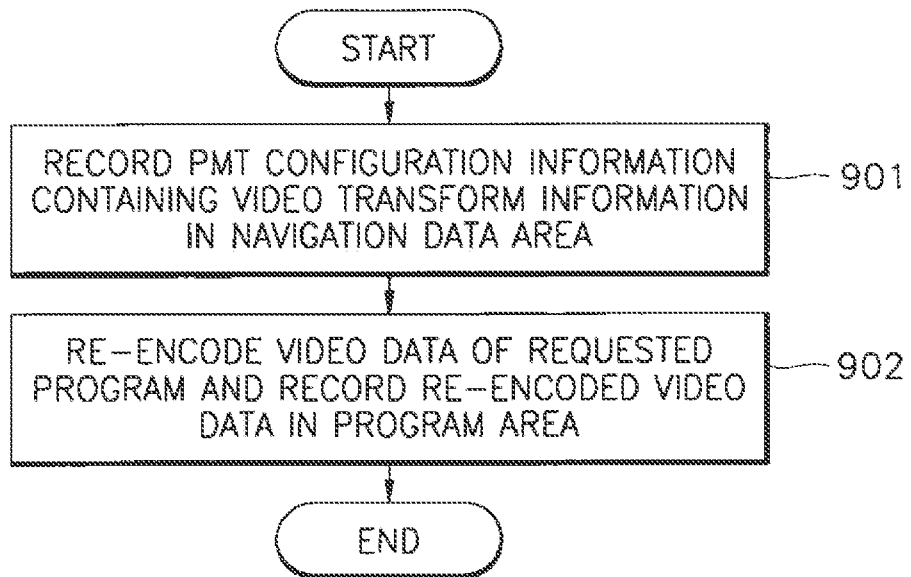 START
RECORD PMT CONFIGURATION INFORMATION
CONTAINING VIDEO TRANSFORM INFORMATION
IN NAVIGATION DATA AREA
901
RE-ENCODE VIDEO DATA OF REQUESTED
PROGRAM AND RECORD RE-ENCODED VIDEO
DATA IN PROGRAM AREA
902
END